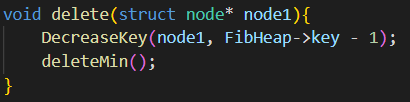 void delete(struct node* node1){
    DecreaseKey(node1, FibHeap->key - 1);
    deleteMin();
}